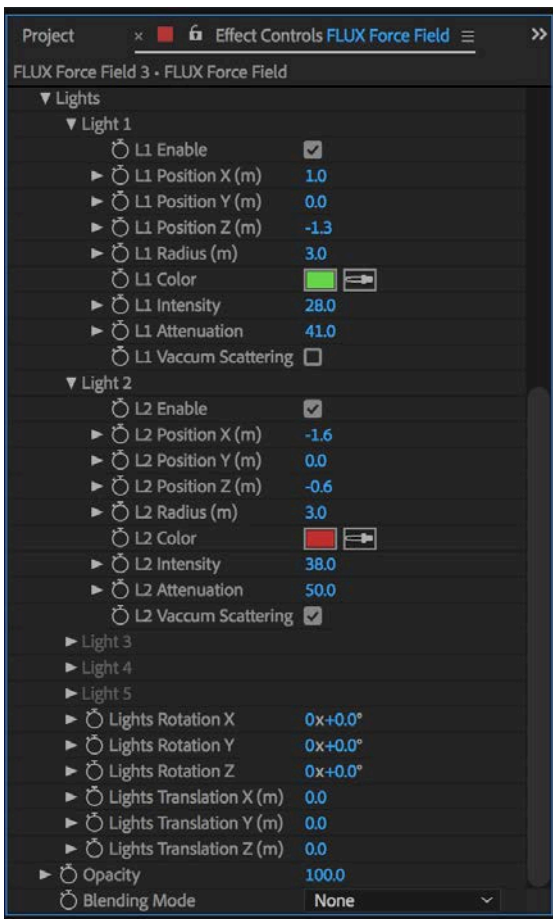 Project × Effect Controls FLUX Force Field
FLUX Force Field 3 • FLUX Force Field
Lights
Light 1
L1 Enable
L1 Position X (m) 1.0
L1 Position Y (m) 0.0
L1 Position Z (m) -1.3
L1 Radius (m) 3.0
L1 Color
L1 Intensity 28.0
L1 Attenuation 41.0
L1 Vaccum Scattering
Light 2
L2 Enable
L2 Position X (m) -1.6
L2 Position Y (m) 0.0
L2 Position Z (m) -0.6
L2 Radius (m) 3.0
L2 Color
L2 Intensity 38.0
L2 Attenuation 50.0
L2 Vaccum Scattering
Light 3
Light 4
Light 5
Lights Rotation X 0x+0.0°
Lights Rotation Y 0x+0.0°
Lights Rotation Z 0x+0.0°
Lights Translation X (m) 0.0
Lights Translation Y (m) 0.0
Lights Translation Z (m) 0.0
Opacity 100.0
Blending Mode None